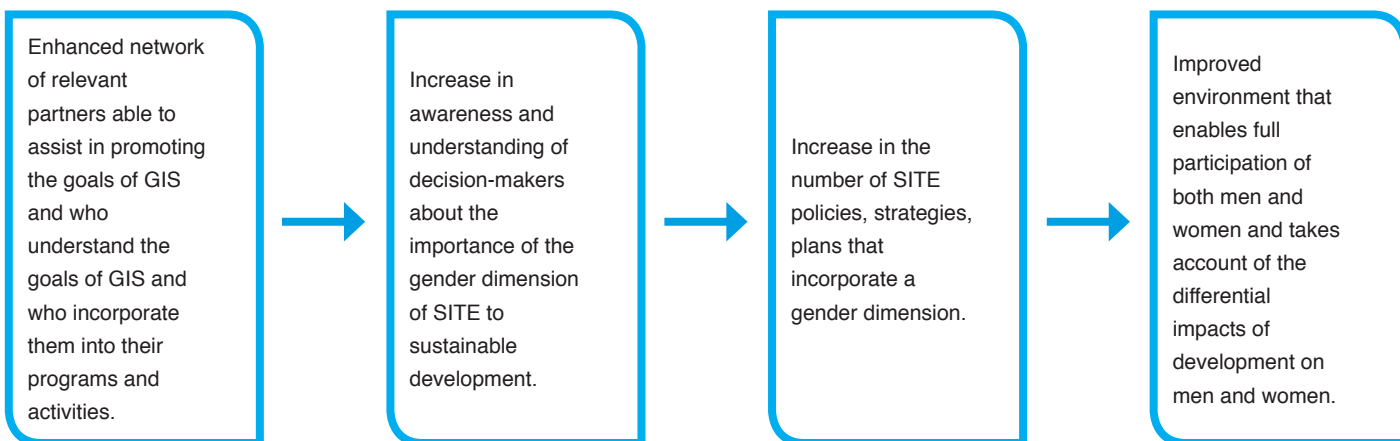 Enhanced network
of relevant
partners able to
assist in promoting
the goals of GIS
and who
understand the
goals of GIS and
who incorporate
them into their
programs and
activities.
Increase in
awareness and
understanding of
decision-makers
about the
importance of the
gender dimension
of SITE to
sustainable
development.
Increase in the
number of SITE
policies, strategies,
plans that
incorporate a
gender dimension.
Improved
environment that
enables full
participation of
both men and
women and takes
account of the
differential
impacts of
development on
men and women.